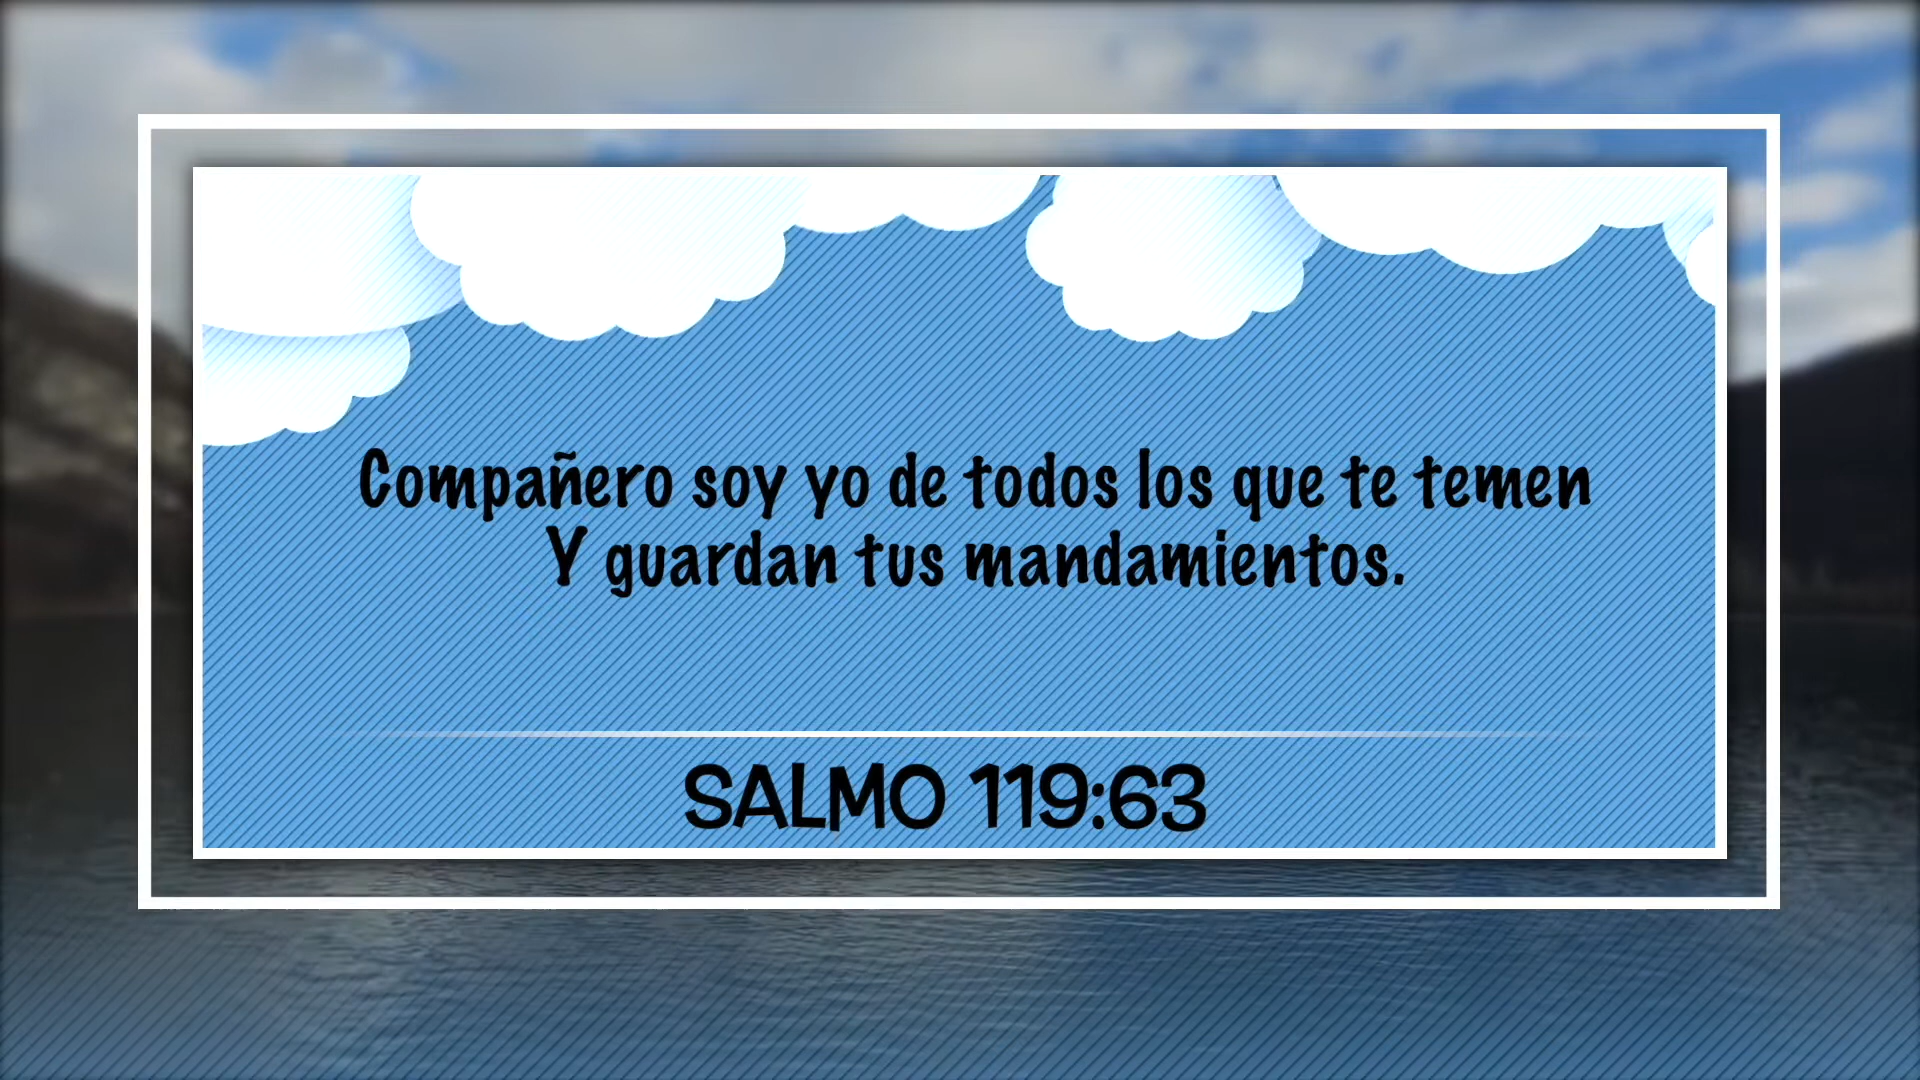 Compañero soy yo de todos los que te temen
Y guardan tus mandamientos.
SALMO 119:63